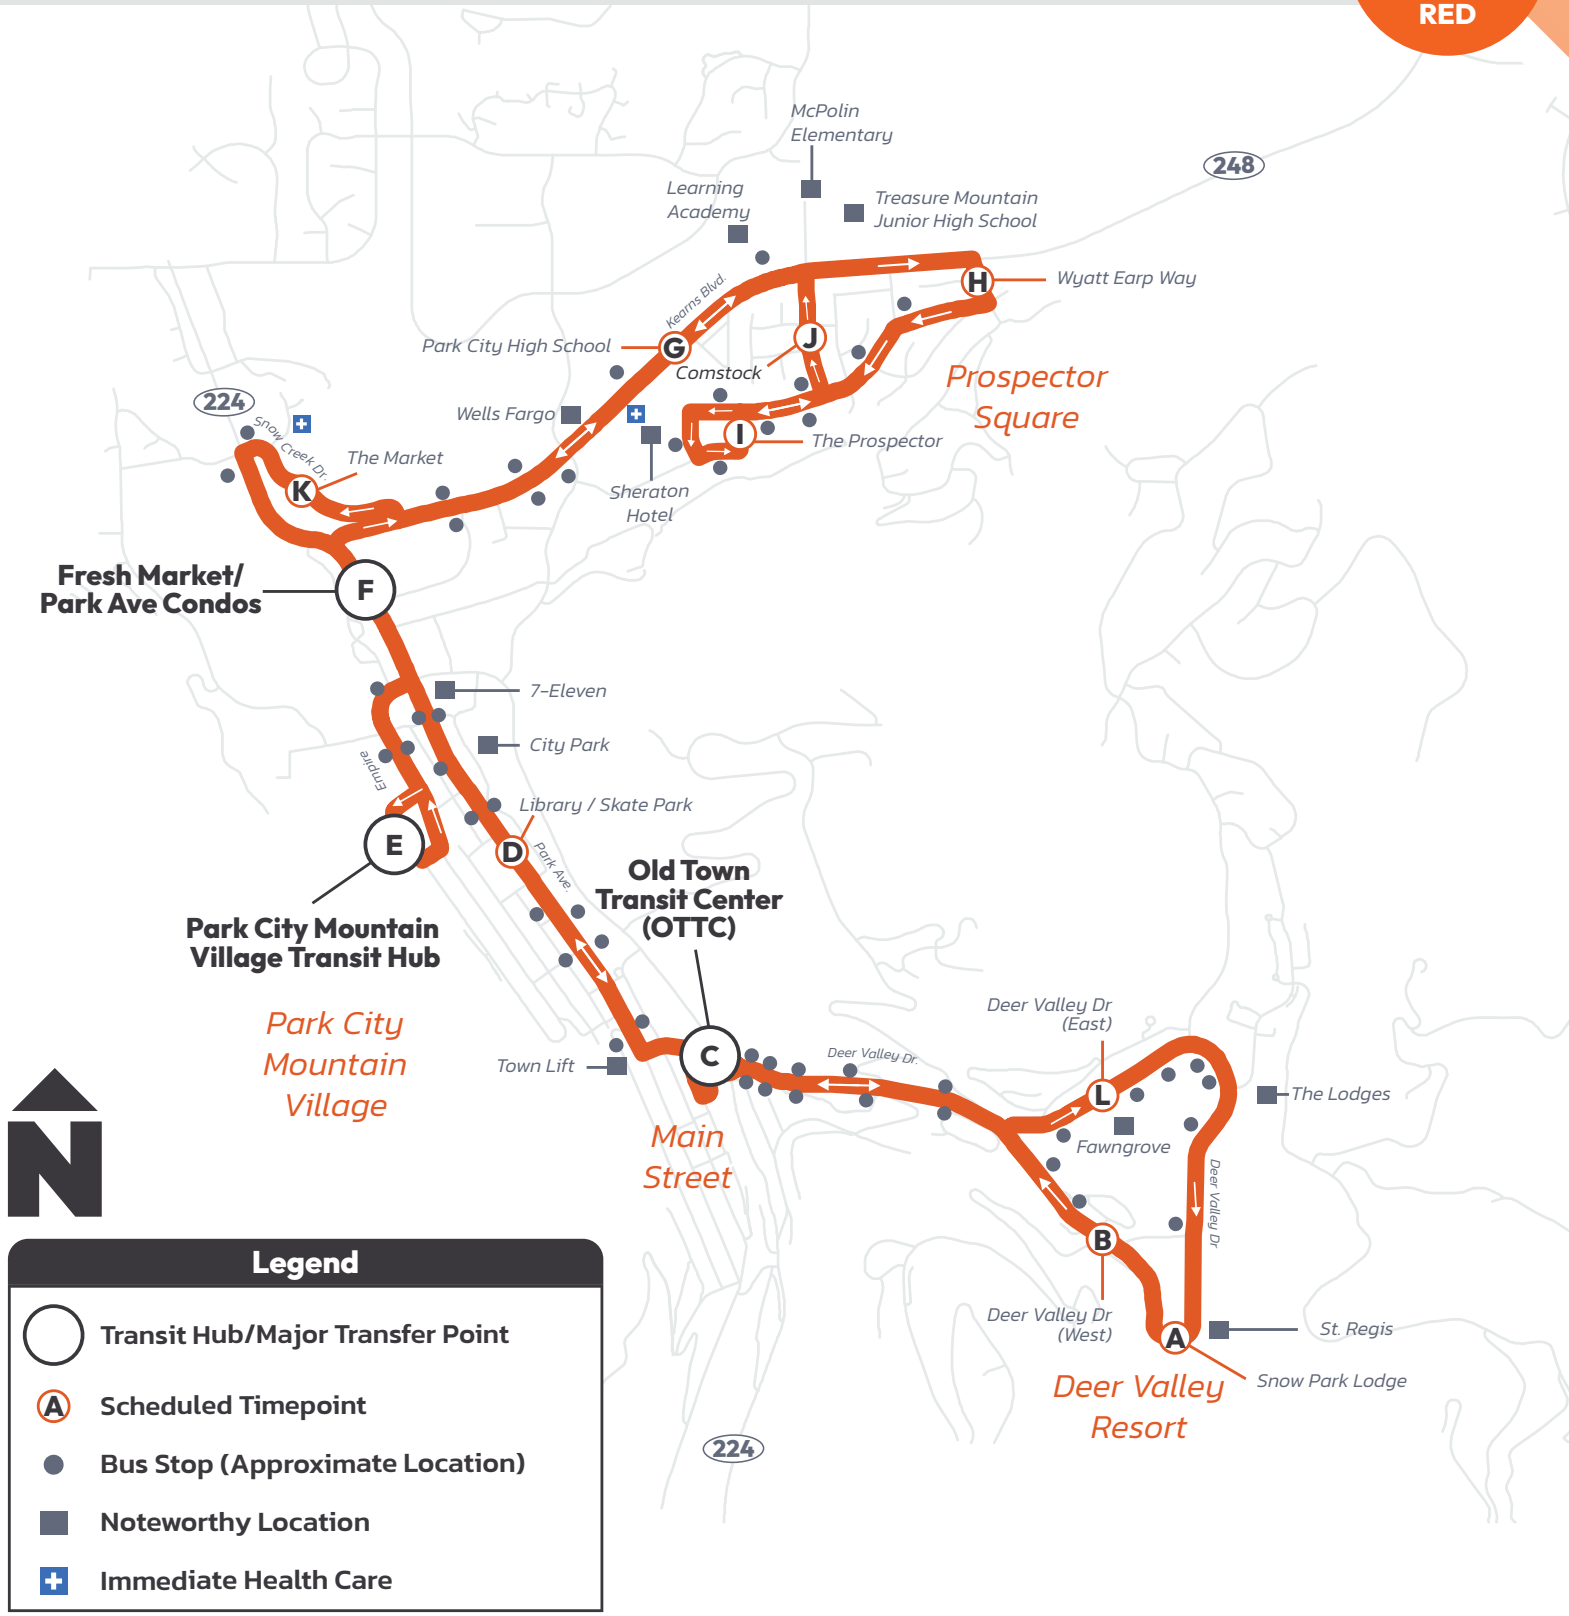 RED
McPolin
Elementary
248
Learning
Academy
Treasure Mountain
Junior High School
Kearns Blvd.
H
Wyatt Earp Way
Park City High School
G
J
Comstock
Prospector
Square
224
Snow Creek Dr.
Wells Fargo
I
The Prospector
The Market
K
Sheraton
Hotel
Fresh Market/
Park Ave Condos
F
7-Eleven
City Park
Empire
Library / Skate Park
E
D
Park Ave.
Old Town
Transit Center
(OTTC)
Park City Mountain
Village Transit Hub
Park City
Mountain
Village
Town Lift
C
Deer Valley Dr.
Deer Valley Dr
(East)
L
The Lodges
Fawngrove
Main
Street
Deer Valley Dr
B
Deer Valley Dr
(West)
A
St. Regis
Snow Park Lodge
Deer Valley
Resort
224
N
Legend
Transit Hub/Major Transfer Point
A
Scheduled Timepoint
Bus Stop (Approximate Location)
Noteworthy Location
Immediate Health Care